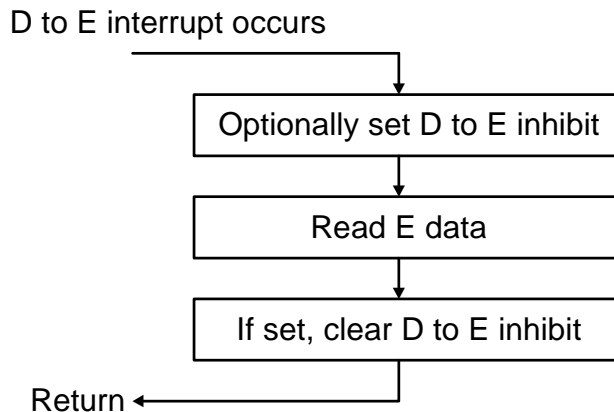 D to E interrupt occurs
Optionally set D to E inhibit
Read E data
If set, clear D to E inhibit
Return